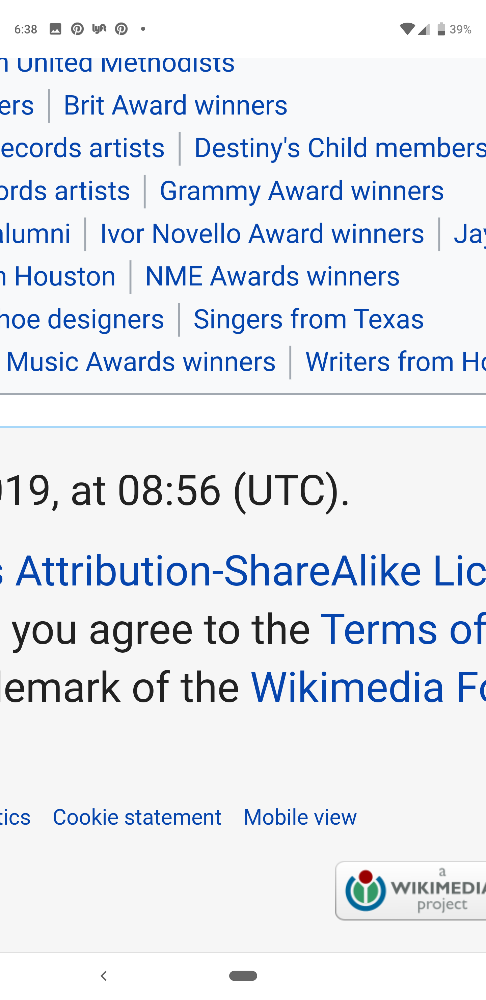 6:38 lyft 39%
n United Methodists
ers | Brit Award winners
ecords artists | Destiny's Child members
ords artists | Grammy Award winners
alumni | Ivor Novello Award winners | Jay
n Houston | NME Awards winners
hoe designers | Singers from Texas
Music Awards winners | Writers from Ho
019, at 08:56 (UTC).
s Attribution-ShareAlike Lic
you agree to the Terms of
demark of the Wikimedia Fo
tics Cookie statement Mobile view
a
WIKIMEDIA
project